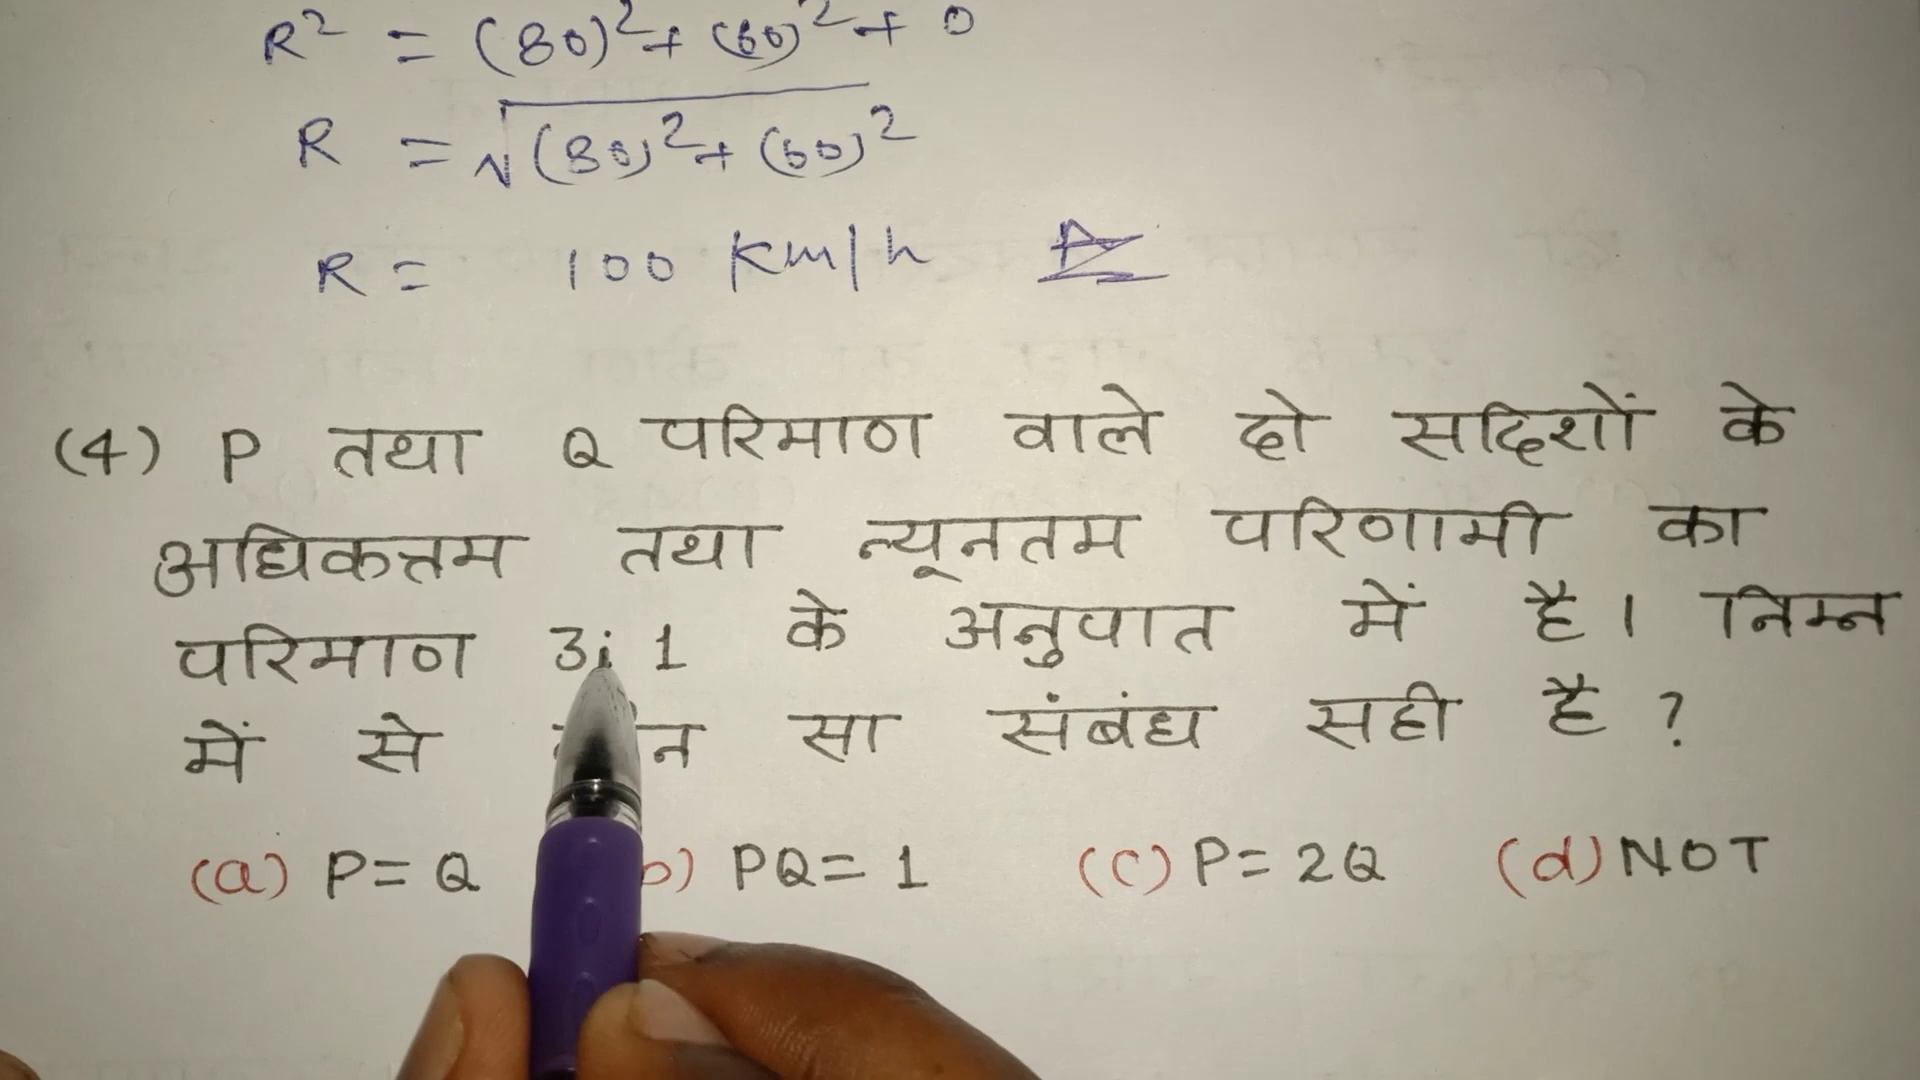 R² = (80)² + (60)² + 0
R = √(80)² + (60)²
R = 100 Km/h
(4) P तथा Q परिमाण वाले दो सदिशों के
अधिकत्तम तथा न्यूनतम परिणामी का
परिमाण 3:1 के अनुपात में है। निम्न
में से सा संबंध सही है ?
(a) P = Q b) PQ = 1 (c) P = 2Q (d) NOT